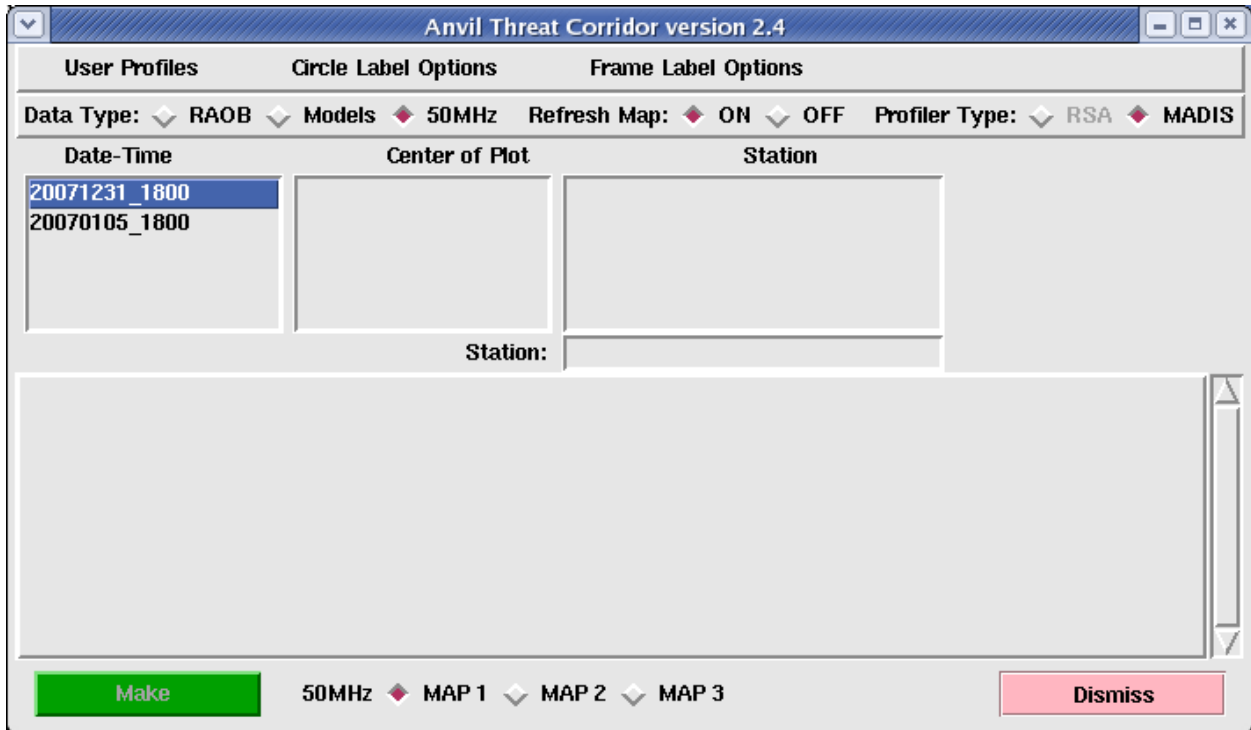 Anvil Threat Corridor version 2.4
User Profiles Circle Label Options Frame Label Options
Data Type: RAOB Models 50MHz Refresh Map: ON OFF Profiler Type: RSA MADIS
Date-Time Center of Plot Station
20071231_1800
20070105_1800
Station:
Make 50MHz MAP 1 MAP 2 MAP 3 Dismiss